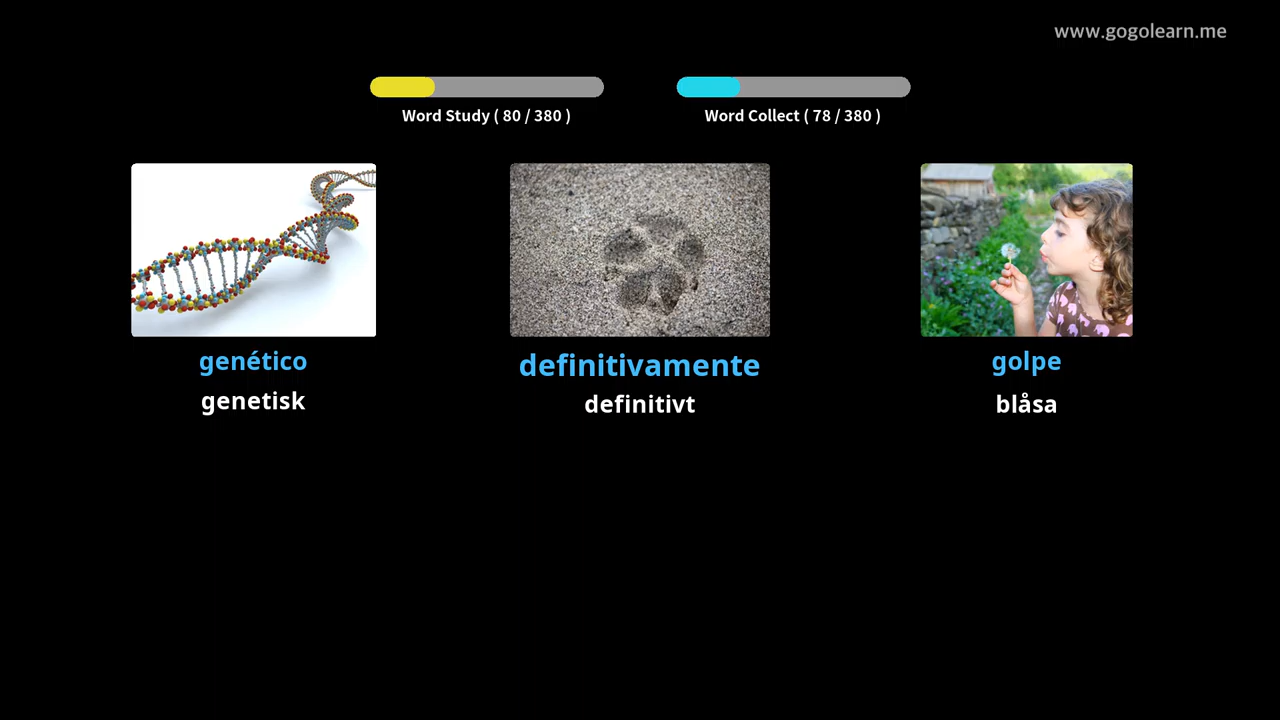 www.gogolearn.me
Word Study ( 80 / 380 )
Word Collect ( 78 / 380 )
genético
definitivamente
golpe
genetisk
definitivt
blåsa